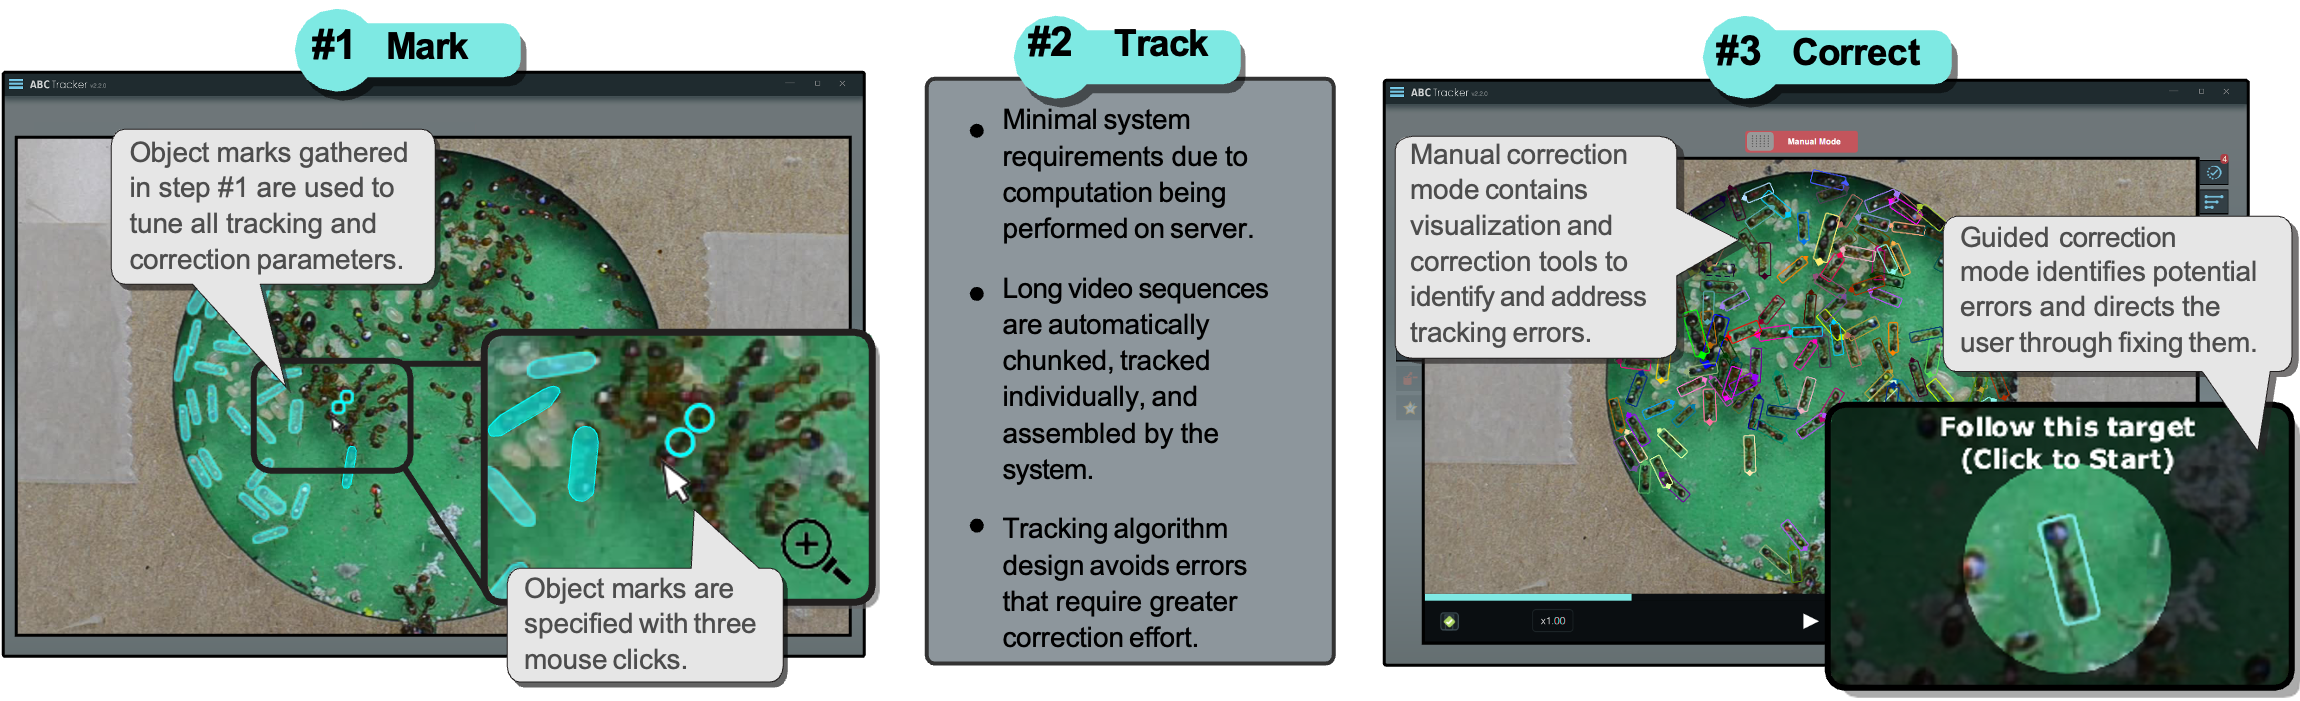 #1 Mark
ABCTracker v2.2.0
Object marks gathered
in step #1 are used to
tune all tracking and
correction parameters.
Object marks are
specified with three
mouse clicks.
#2 Track
Minimal system
requirements due to
computation being
performed on server.
Long video sequences
are automatically
chunked, tracked
individually, and
assembled by the
system.
Tracking algorithm
design avoids errors
that require greater
correction effort.
#3 Correct
ABCTracker v2.2.0
Manual Mode
4
Manual correction
mode contains
visualization and
correction tools to
identify and address
tracking errors.
Guided correction
mode identifies potential
errors and directs the
user through fixing them.
Follow this target
(Click to Start)
x1.00